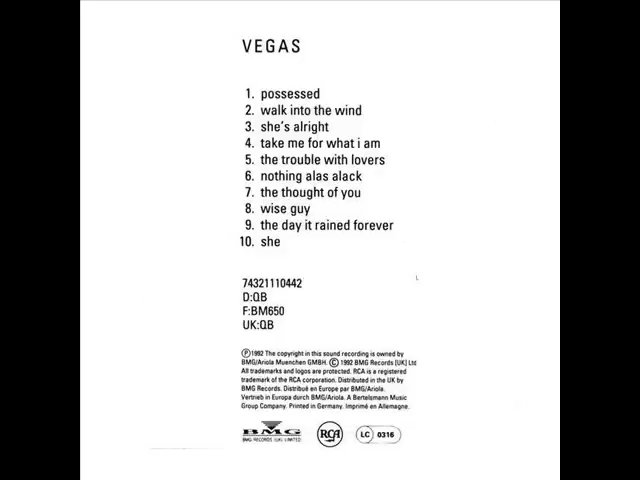 VEGAS
1. possessed
2. walk into the wind
3. she's alright
4. take me for what i am
5. the trouble with lovers
6. nothing alas alack
7. the thought of you
8. wise guy
9. the day it rained forever
10. she
74321110442
D:QB
F:BM650
UK:QB
Ⓟ1992 The copyright in this sound recording is owned by
BMG/Ariola Muenchen GMBH. Ⓒ 1992 BMG Records [UK] Ltd
All trademarks and logos are protected. RCA is a registered
trademark of the RCA corporation. Distributed in the UK by
BMG Records. Distribué en Europe par BMG/Ariola.
Vertrieb in Europa durch BMG/Ariola. A Bertelsmann Music
Group Company. Printed in Germany. Imprimé en Allemagne.
BMG
BMG RECORDS (UK) LIMITED
RCA
LC 0316